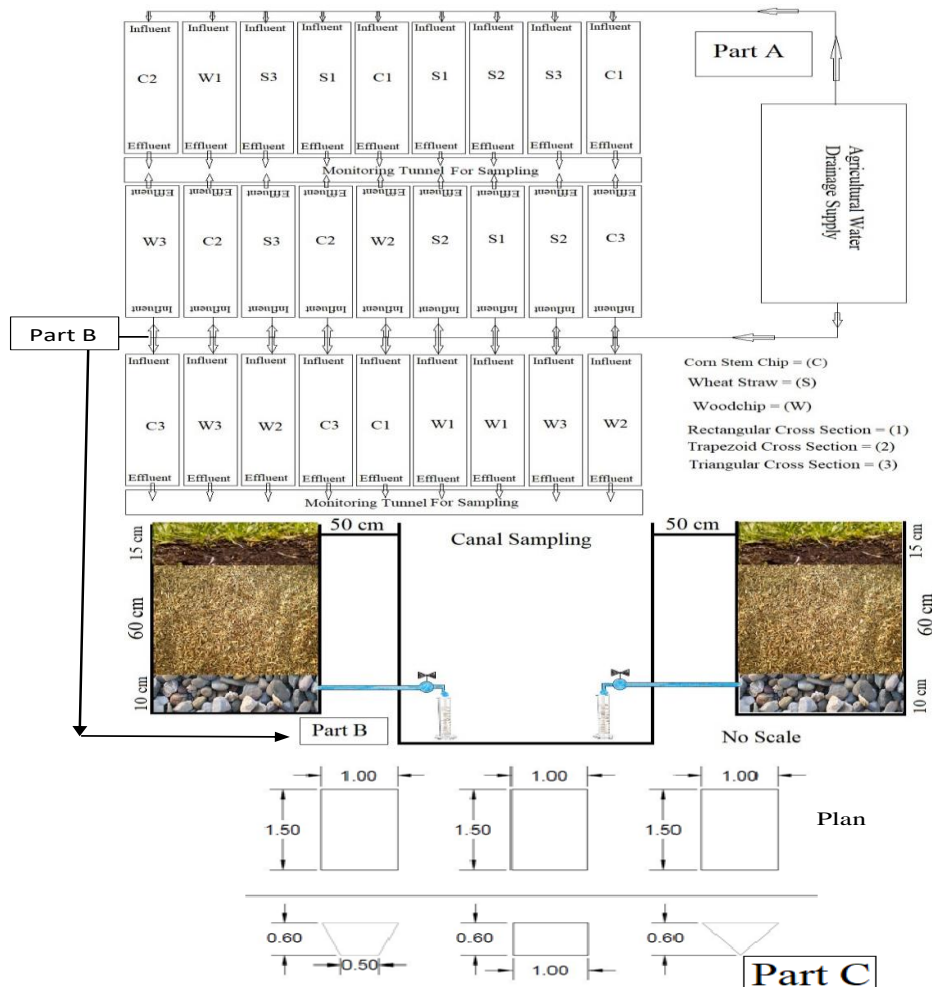 Influent Influent Influent Influent Influent Influent Influent Influent Influent
Part A
C2 W1 S3 S1 C1 S1 S2 S3 C1
Effluent Effluent Effluent Effluent Effluent Effluent Effluent Effluent Effluent
Monitoring Tunnel For Sampling
Agricultural Water
Drainage Supply
Effluent Effluent Effluent Effluent Effluent Effluent Effluent Effluent Effluent
W3 C2 S3 C2 W2 S2 S1 S2 C3
Influent Influent Influent Influent Influent Influent Influent Influent Influent
Part B
Influent Influent Influent Influent Influent Influent Influent Influent Influent
C3 W3 W2 C3 C1 W1 W1 W3 W2
Effluent Effluent Effluent Effluent Effluent Effluent Effluent Effluent Effluent
Monitoring Tunnel For Sampling
Corn Stem Chip = (C)
Wheat Straw = (S)
Woodchip = (W)
Rectangular Cross Section = (1)
Trapezoid Cross Section = (2)
Triangular Cross Section = (3)
50 cm
Canal Sampling
50 cm
15 cm
60 cm
10 cm
15 cm
60 cm
10 cm
Part B
No Scale
1.00 1.00 1.00
1.50 1.50 1.50
Plan
0.60 0.60 0.60
0.50 1.00
Part C